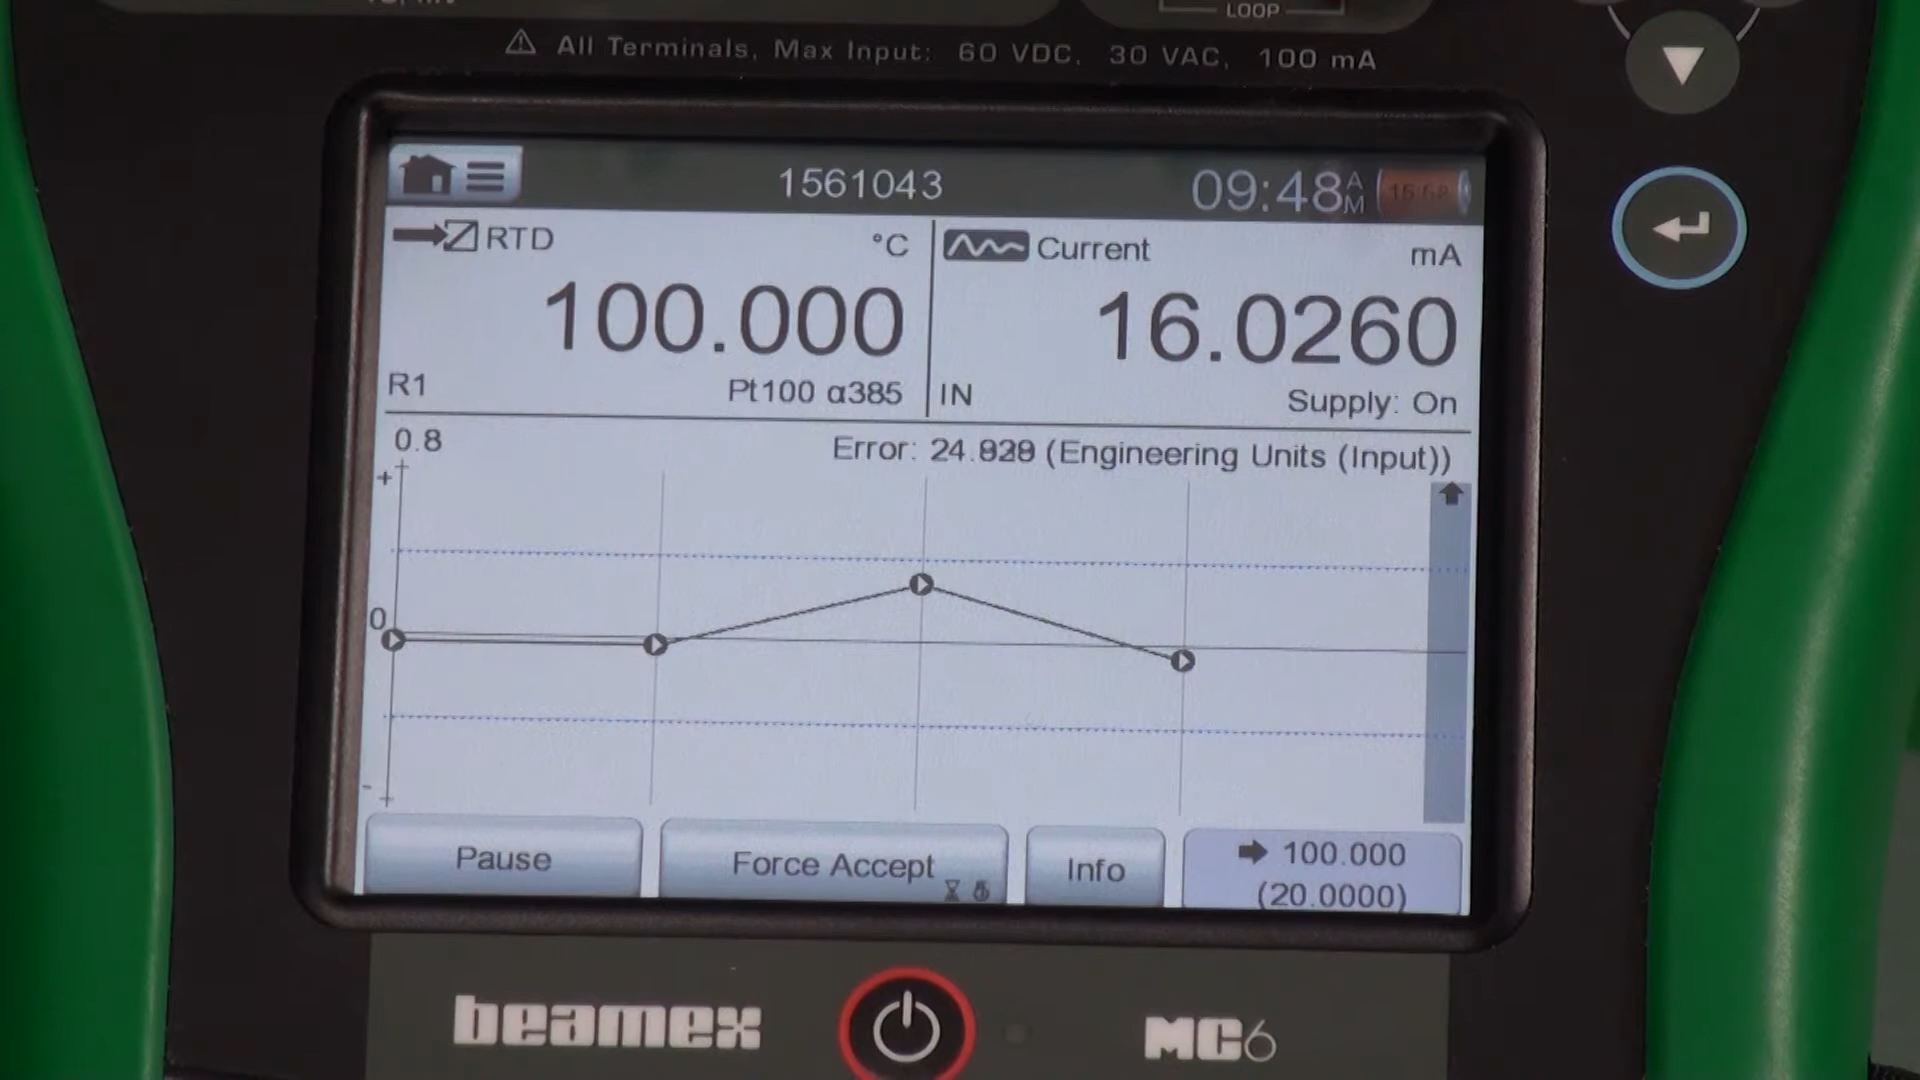 LOOP
⚠ All Terminals, Max Input: 60 VDC, 30 VAC, 100 mA
1561043
09:48 AM
RTD
°C
100.000
R1
Pt100 α385
Current
mA
16.0260
IN
Supply: On
0.8
Error: (Engineering Units (Input))
+
0
-
Pause
Force Accept
Info
100.000
(20.0000)
beamex
MC6